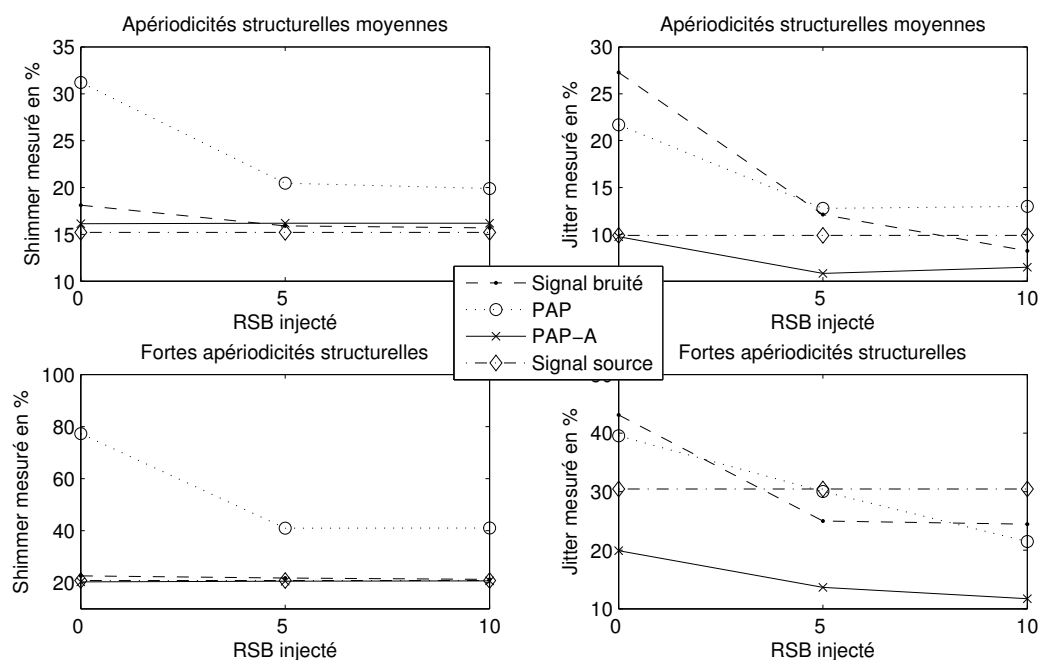 Apériodicités structurelles moyennes
Shimmer mesuré en %
35
30
25
20
15
10
0
5
10
RSB injecté
Apériodicités structurelles moyennes
Jitter mesuré en %
30
25
20
15
10
0
5
10
RSB injecté
Signal bruité
PAP
PAP−A
Signal source
Fortes apériodicités structurelles
Shimmer mesuré en %
100
80
60
40
20
0
5
10
RSB injecté
Fortes apériodicités structurelles
Jitter mesuré en %
40
30
20
10
0
5
10
RSB injecté